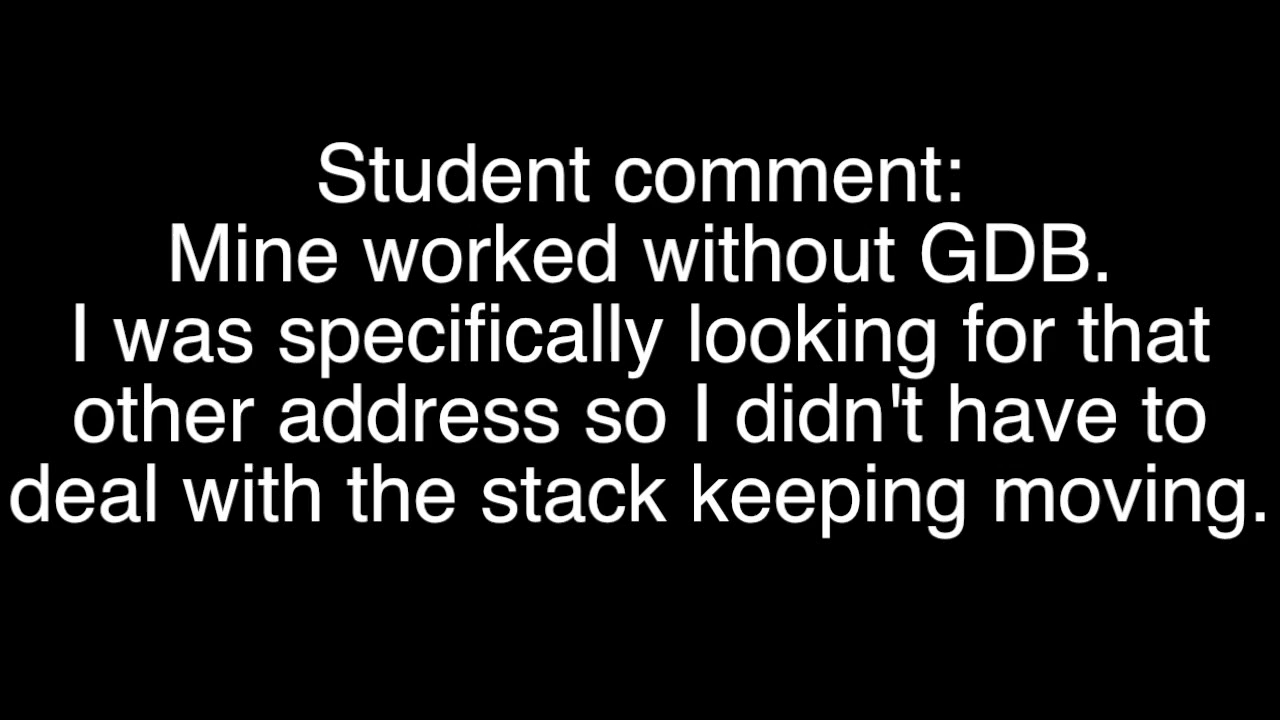 Student comment:
Mine worked without GDB.
I was specifically looking for that
other address so I didn't have to
deal with the stack keeping moving.